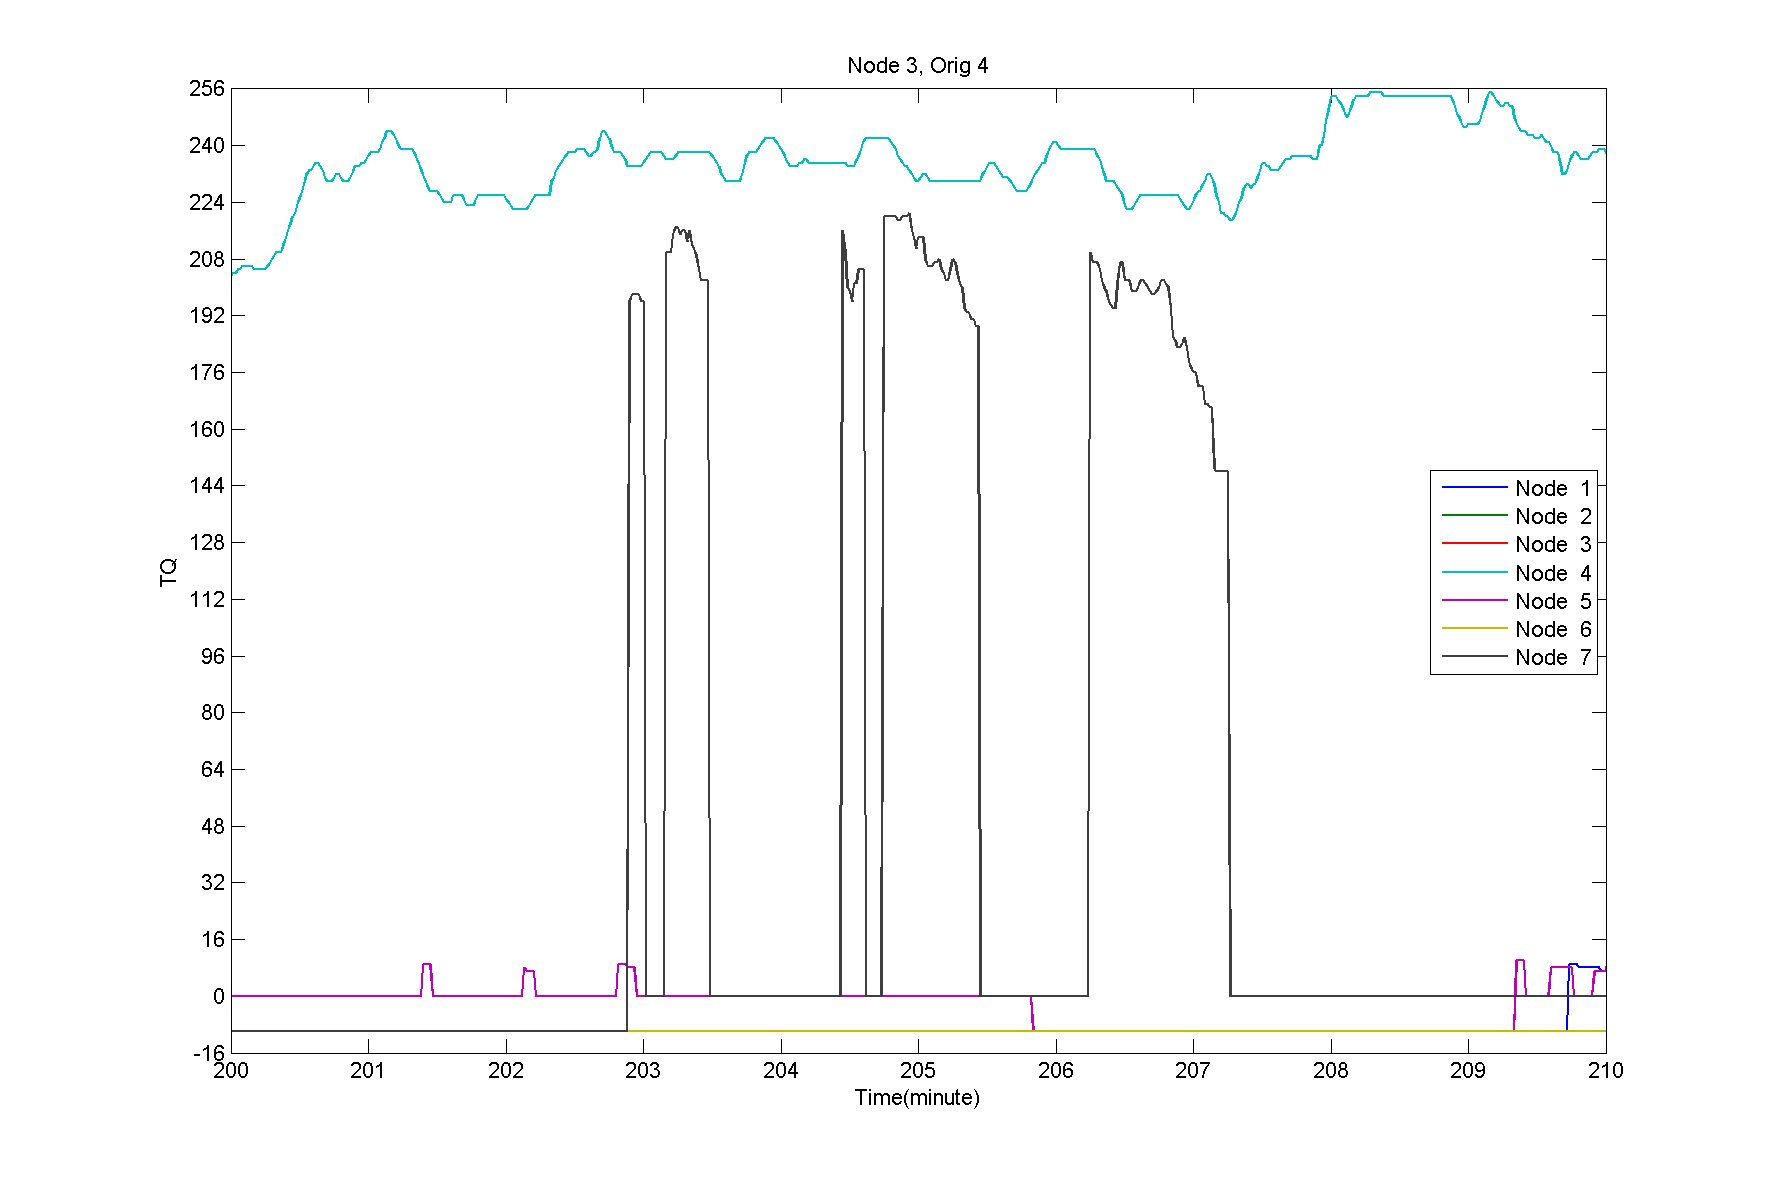 Node 3, Orig 4
256
240
224
208
192
176
160
144
128
112
96
80
64
48
32
16
0
-16
TQ
Node 1
Node 2
Node 3
Node 4
Node 5
Node 6
Node 7
200 201 202 203 204 205 206 207 208 209 210
Time(minute)